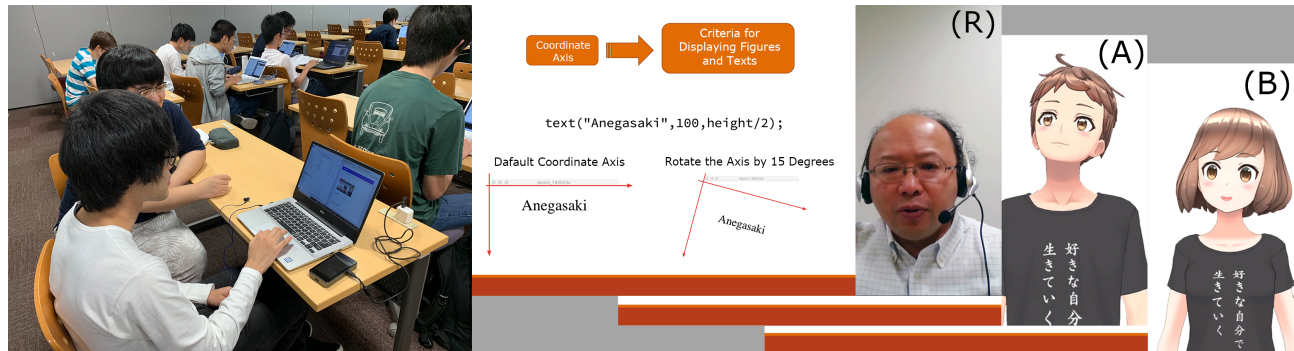 Coordinate
Axis
Criteria for
Displaying Figures
and Texts
text("Anegasaki",100,height/2);
Dafault Coordinate Axis
Rotate the Axis by 15 Degrees
Anegasaki
Anegasaki
(R)
(A)
好きな自分
生きていく
(B)
好きな自分で
生きていく